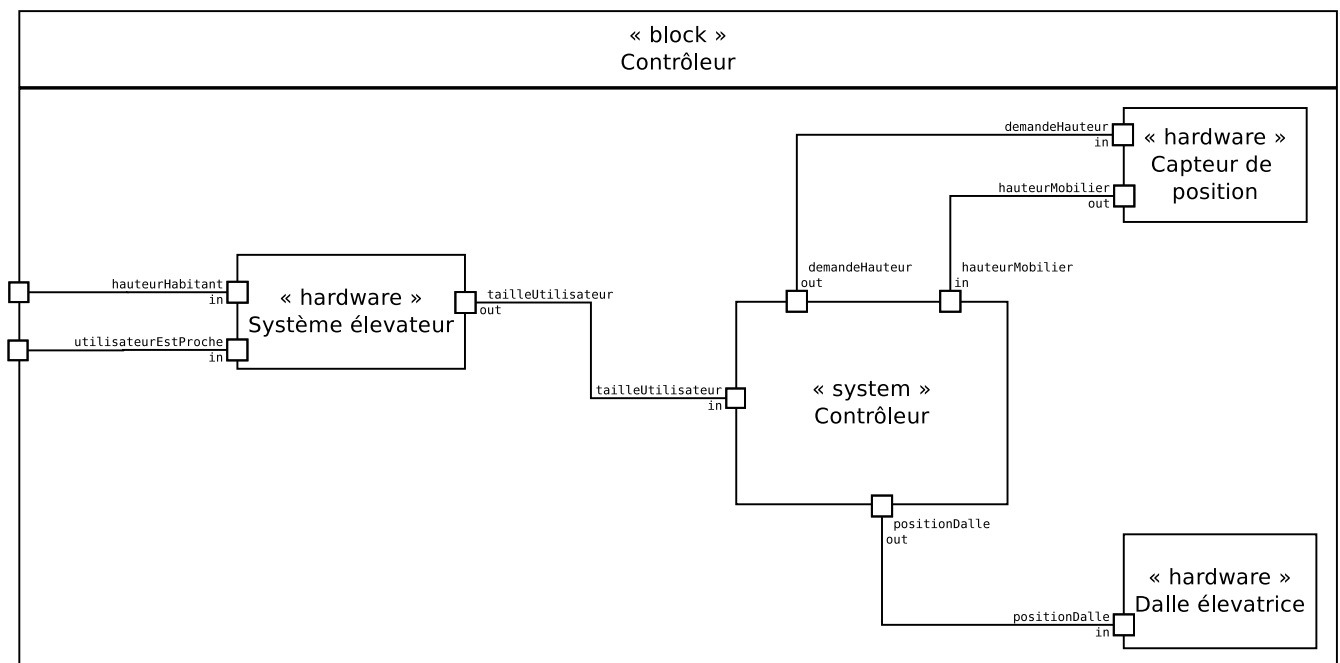 « block »
Contrôleur
demandeHauteur
in
« hardware »
Capteur de
position
hauteurMobilier
out
demandeHauteur
out
hauteurMobilier
in
hauteurHabitant
in
« hardware »
Système élevateur
tailleUtilisateur
out
utilisateurEstProche
in
tailleUtilisateur
in
« system »
Contrôleur
positionDalle
out
« hardware »
Dalle élevatrice
positionDalle
in